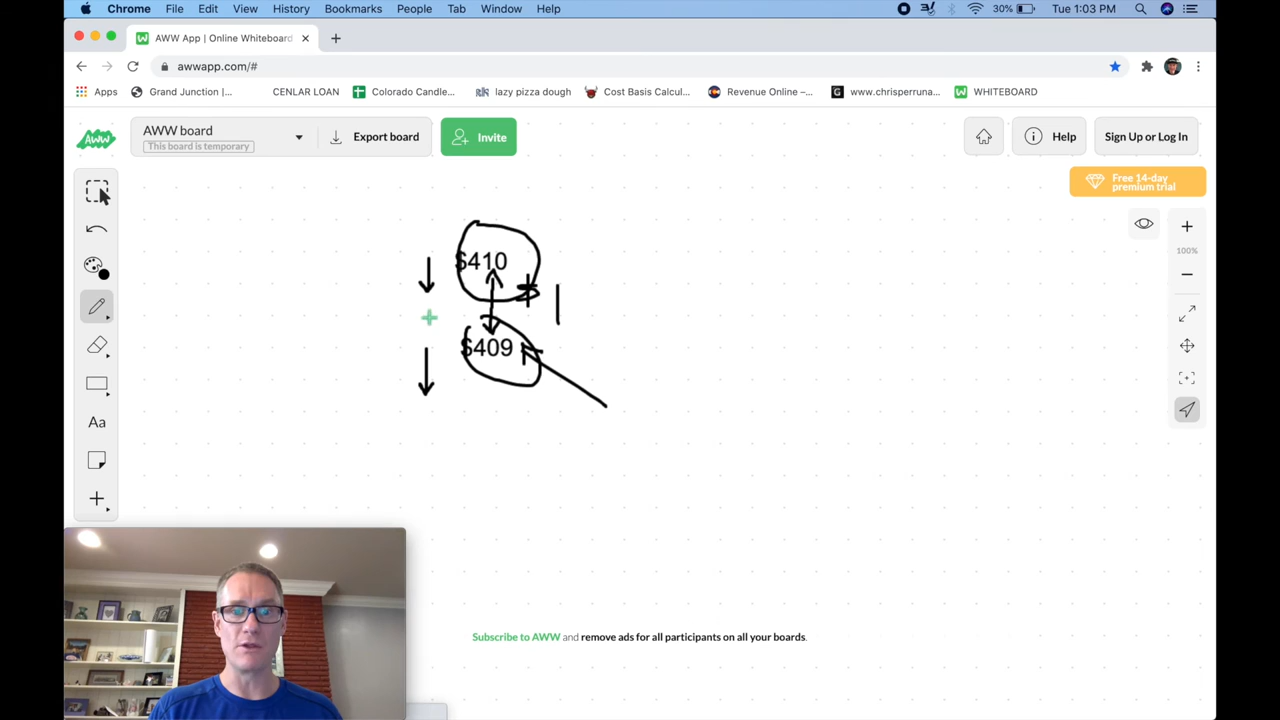 Chrome File Edit View History Bookmarks People Tab Window Help 30% Tue 1:03 PM
AWW App | Online Whiteboard
awwapp.com/#
Apps Grand Junction |... CENLAR LOAN Colorado Candle... lazy pizza dough Cost Basis Calcul... Revenue Online –... www.chrisperruna... WHITEBOARD
AWW AWW board Export board Invite Help Sign Up or Log In
This board is temporary
Free 14-day
premium trial
100%
$410
$ 1
$409
Aa
Subscribe to AWW and remove ads for all participants on all your boards.